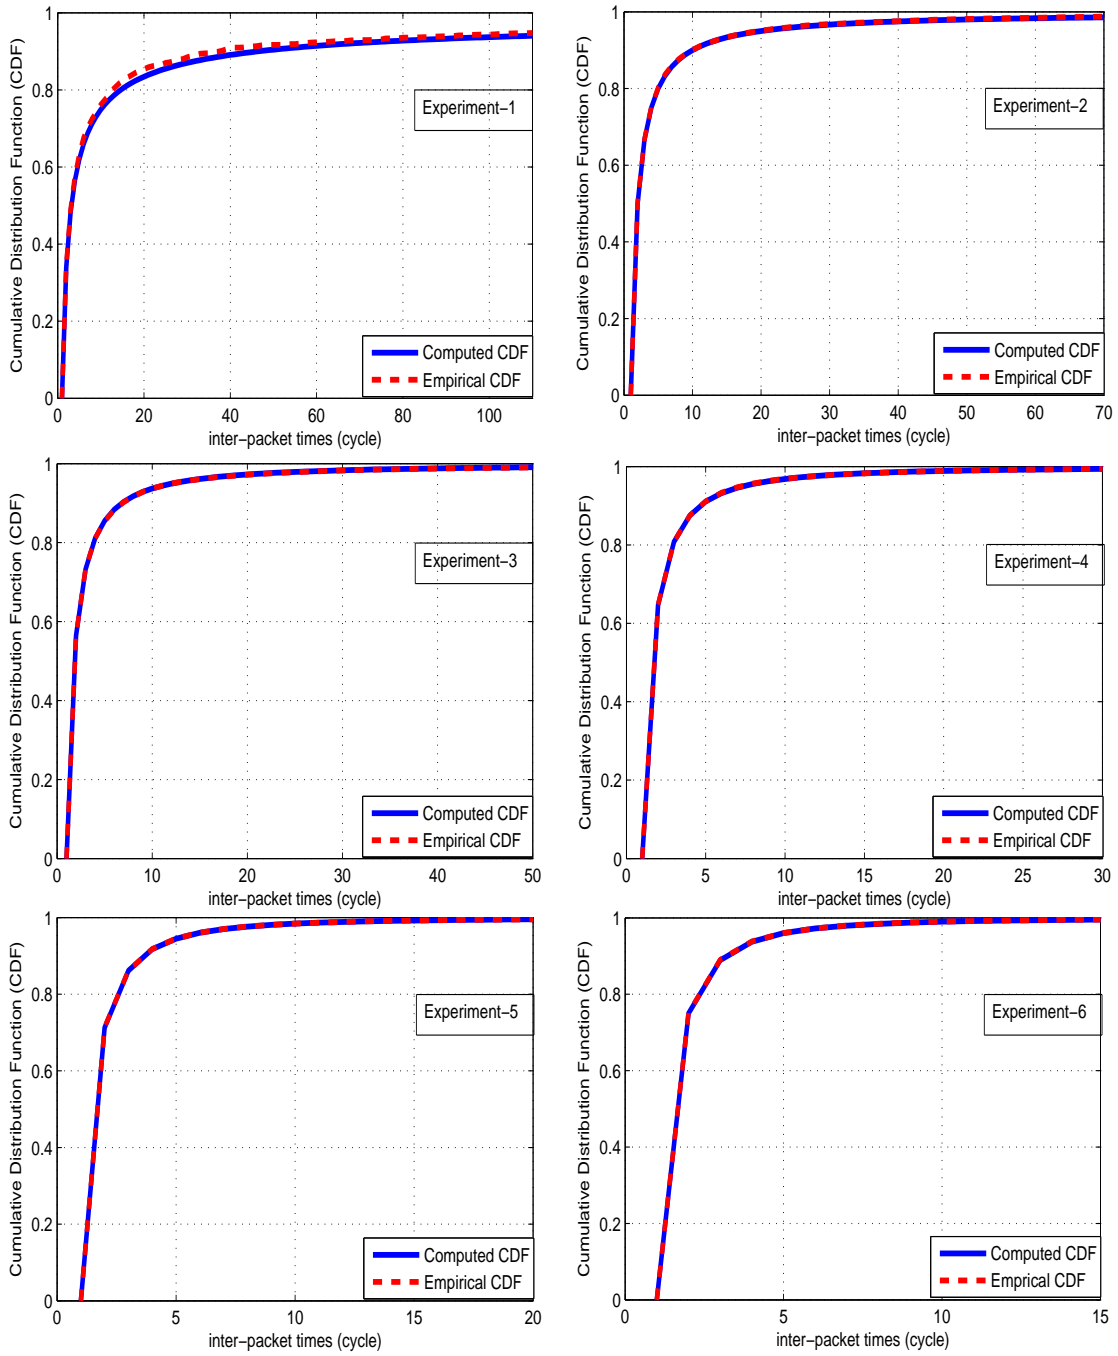 Cumulative Distribution Function (CDF)
1
0.8
0.6
0.4
0.2
0
Experiment−1
Computed CDF
Empirical CDF
0 20 40 60 80 100
inter−packet times (cycle)
Cumulative Distribution Function (CDF)
1
0.8
0.6
0.4
0.2
0
Experiment−2
Computed CDF
Empirical CDF
0 10 20 30 40 50 60 70
inter−packet times (cycle)
Cumulative Distribution Function (CDF)
1
0.8
0.6
0.4
0.2
0
Experiment−3
Computed CDF
Empirical CDF
0 10 20 30 40 50
inter−packet times (cycle)
Cumulative Distribution Function (CDF)
1
0.8
0.6
0.4
0.2
0
Experiment−4
Computed CDF
Empirical CDF
0 5 10 15 20 25 30
inter−packet times (cycle)
Cumulative Distribution Function (CDF)
1
0.8
0.6
0.4
0.2
0
Experiment−5
Computed CDF
Empirical CDF
0 5 10 15 20
inter−packet times (cycle)
Cumulative Distribution Function (CDF)
1
0.8
0.6
0.4
0.2
0
Experiment−6
Computed CDF
Emprical CDF
0 5 10 15
inter−packet times (cycle)